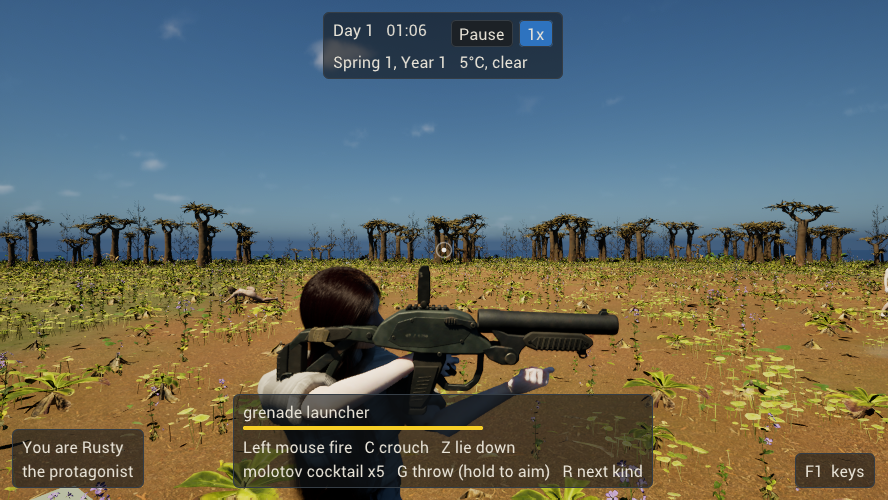 Day 1 01:06 Pause 1x
Spring 1, Year 1 5°C, clear
grenade launcher
Left mouse fire C crouch Z lie down
molotov cocktail x5 G throw (hold to aim) R next kind
You are Rusty
the protagonist
F1 keys